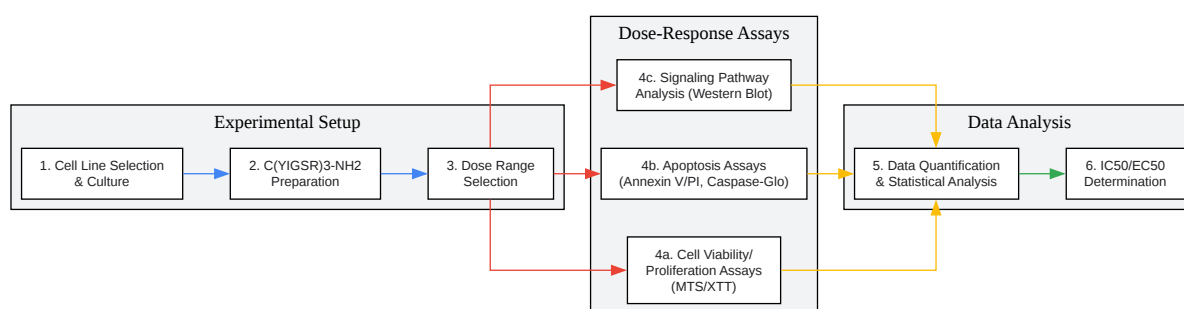 Experimental Setup
1. Cell Line Selection
& Culture
2. C(YIGSR)3-NH2
Preparation
3. Dose Range
Selection
Dose-Response Assays
4c. Signaling Pathway
Analysis (Western Blot)
4b. Apoptosis Assays
(Annexin V/PI, Caspase-Glo)
4a. Cell Viability/
Proliferation Assays
(MTS/XTT)
Data Analysis
5. Data Quantification
& Statistical Analysis
6. IC50/EC50
Determination